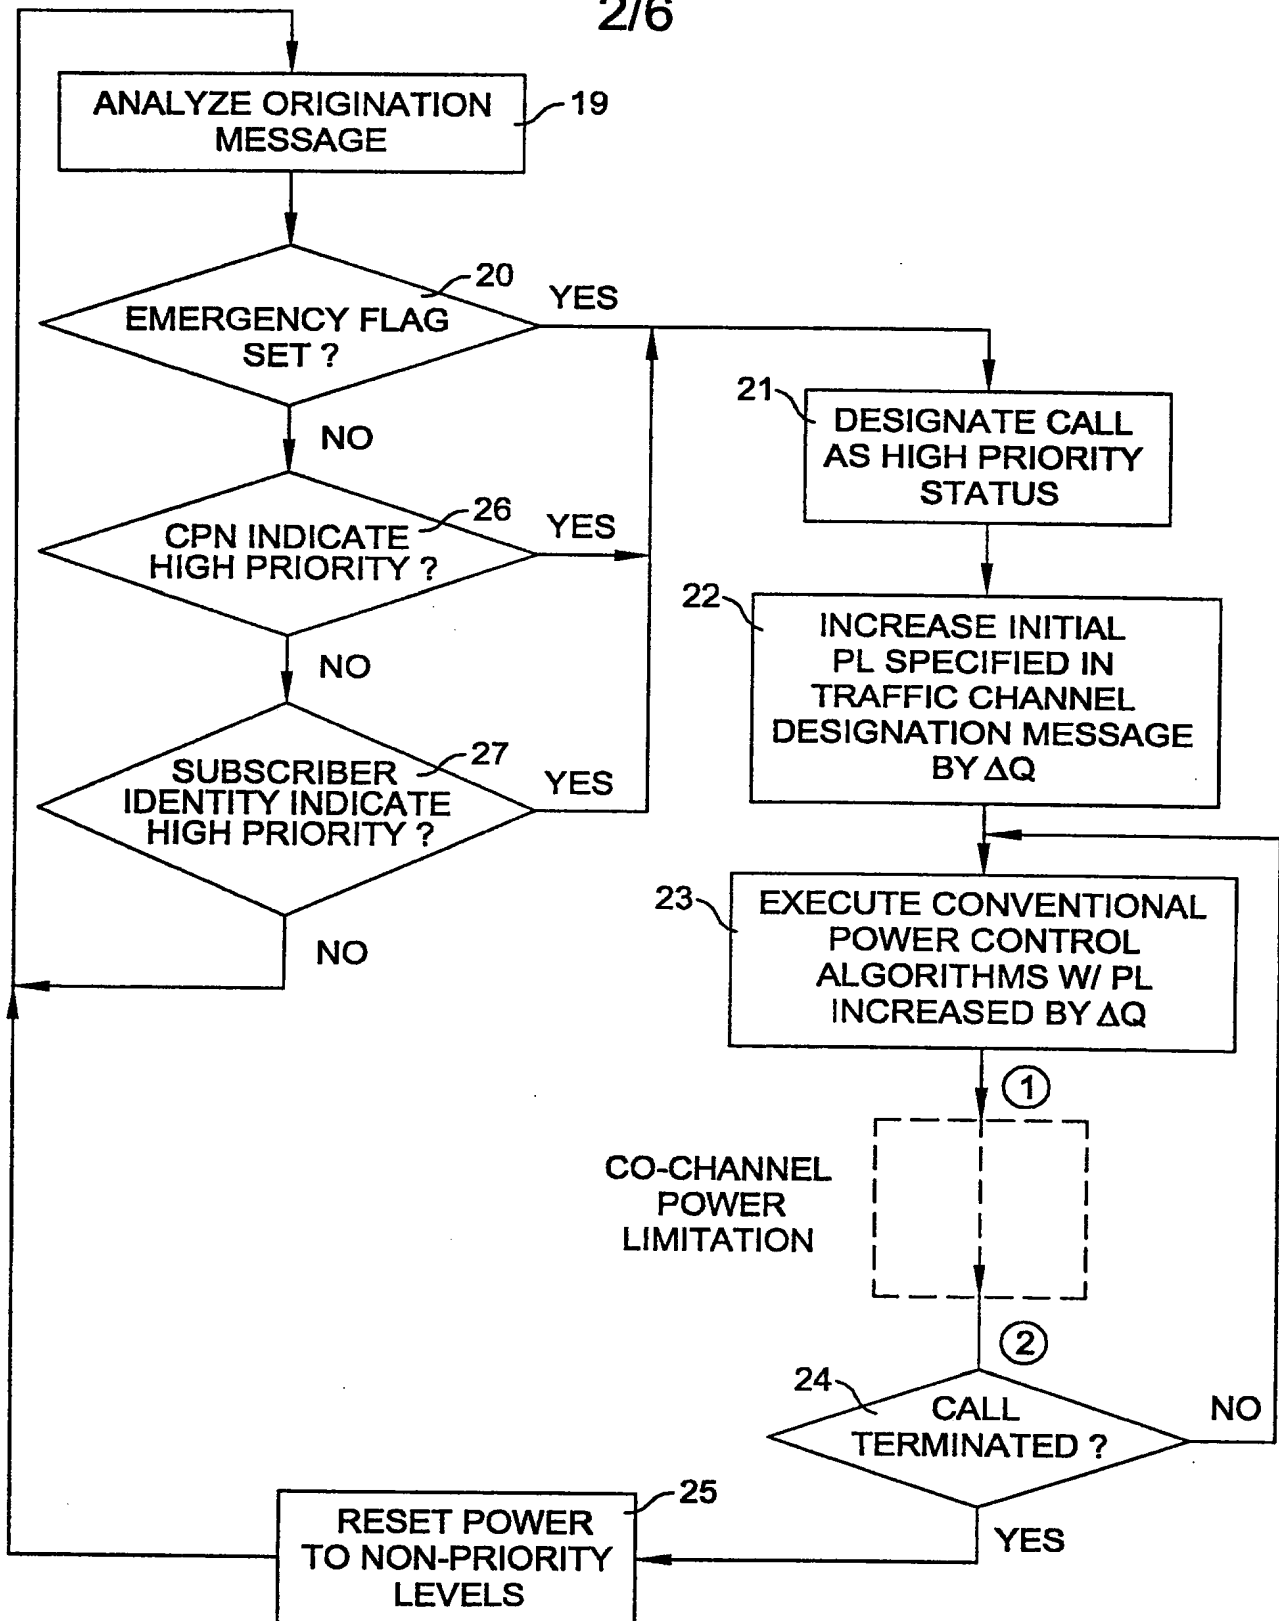 2/6
ANALYZE ORIGINATION
MESSAGE
19
20
EMERGENCY FLAG
SET ?
YES
NO
26
CPN INDICATE
HIGH PRIORITY ?
YES
NO
27
SUBSCRIBER
IDENTITY INDICATE
HIGH PRIORITY ?
YES
NO
21
DESIGNATE CALL
AS HIGH PRIORITY
STATUS
22
INCREASE INITIAL
PL SPECIFIED IN
TRAFFIC CHANNEL
DESIGNATION MESSAGE
BY ΔQ
23
EXECUTE CONVENTIONAL
POWER CONTROL
ALGORITHMS W/ PL
INCREASED BY ΔQ
1
CO-CHANNEL
POWER
LIMITATION
2
24
CALL
TERMINATED ?
NO
YES
25
RESET POWER
TO NON-PRIORITY
LEVELS